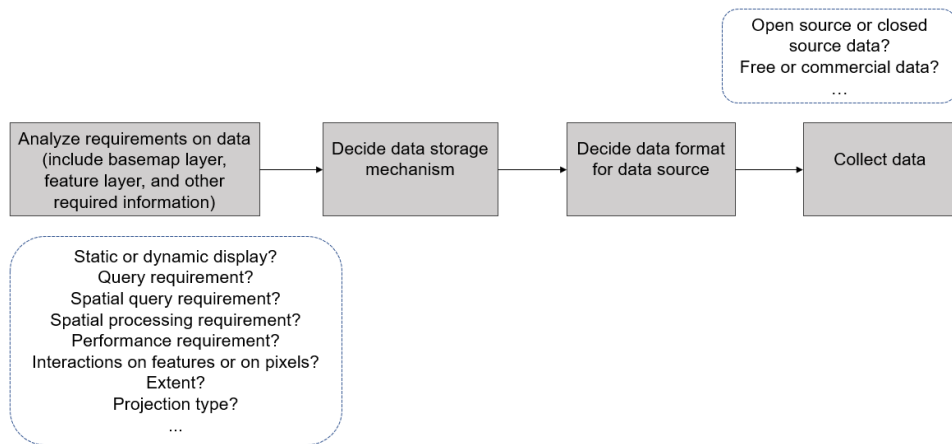 Open source or closed
source data?
Free or commercial data?
...
Analyze requirements on data
(include basemap layer,
feature layer, and other
required information)
Decide data storage
mechanism
Decide data format
for data source
Collect data
Static or dynamic display?
Query requirement?
Spatial query requirement?
Spatial processing requirement?
Performance requirement?
Interactions on features or on pixels?
Extent?
Projection type?
...